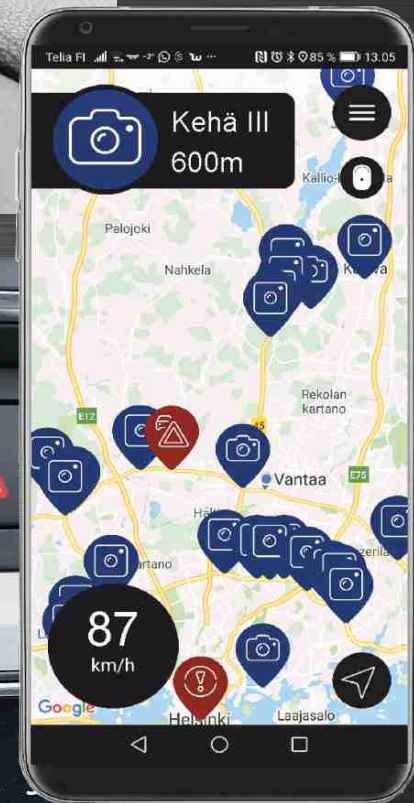 Telia FI -2° ... 85 % 13.05
Kehä III
600m
Palojoki
Nahkela
Rekolan
kartano
E12
45
Vantaa
E75
87
km/h
Google
Helsinki
Laajasalo